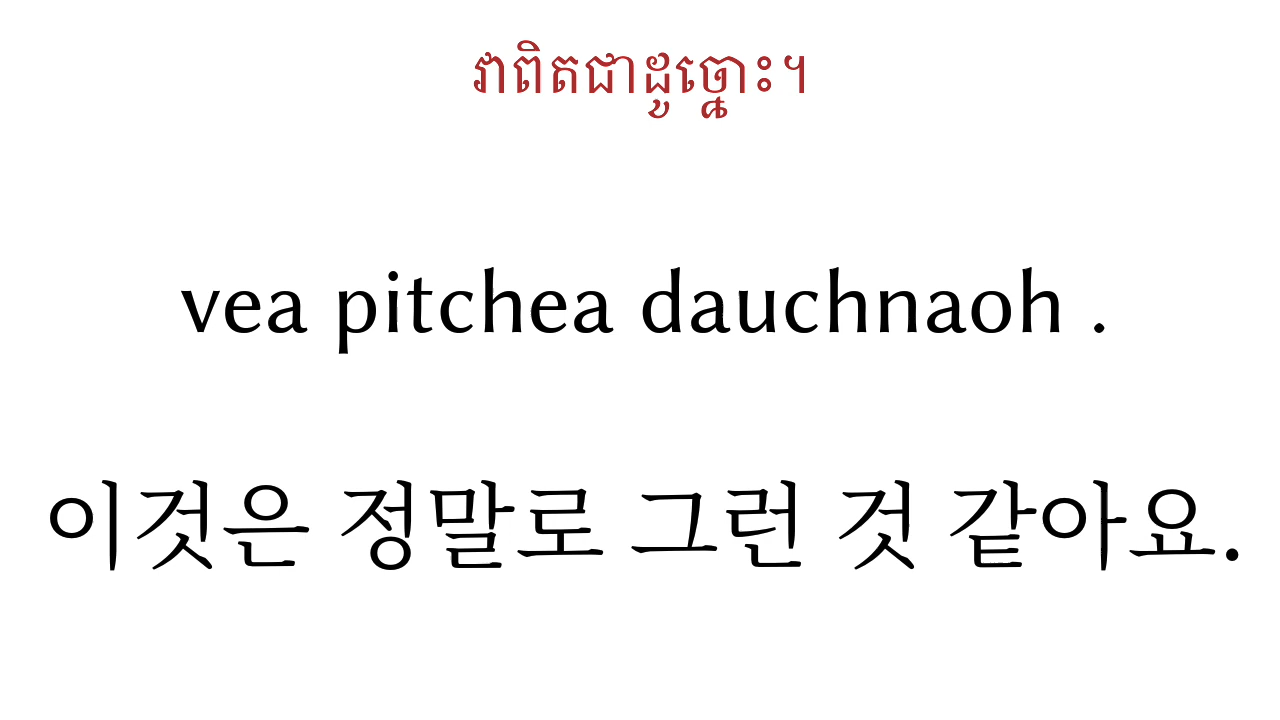 វាពិតជាដូច្នោះ។
vea pitchea dauchnaoh .
이것은 정말로 그런 것 같아요.